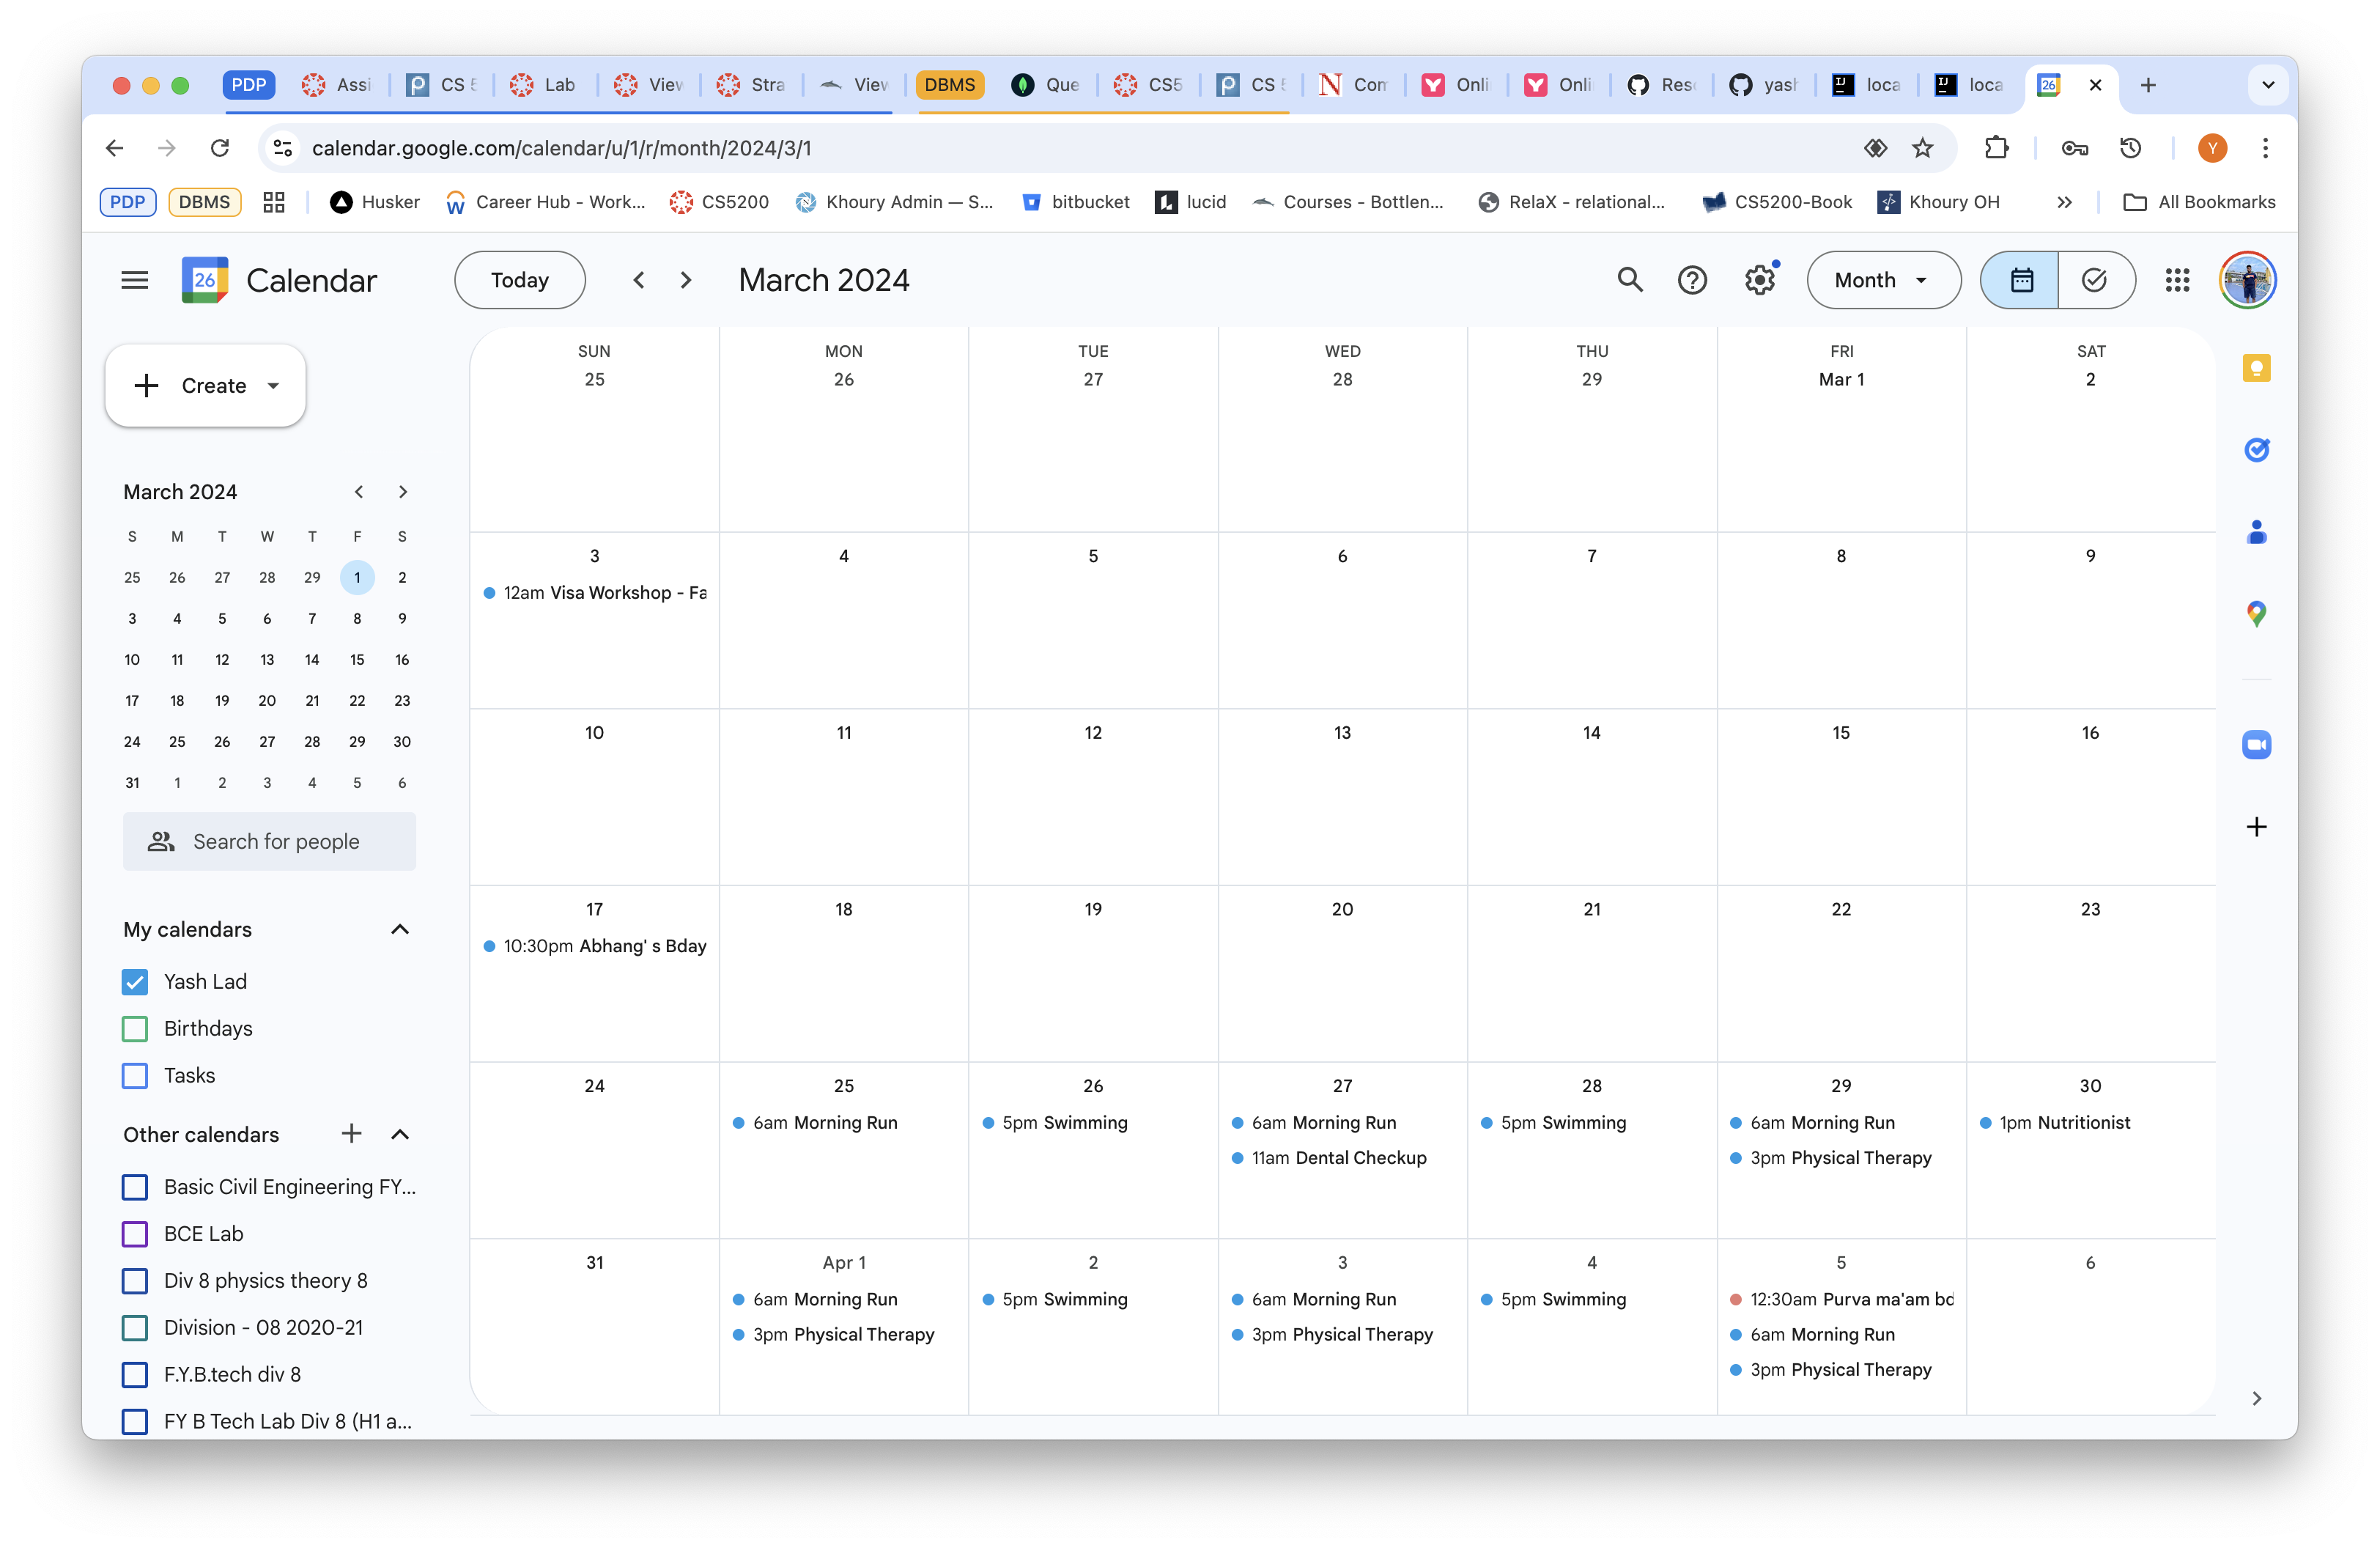 PDP Assi CS 5 Lab View Stra View DBMS Que CS5 CS 5 Con Onli Onli Res yash loca loca 26
calendar.google.com/calendar/u/1/r/month/2024/3/1 Y
PDP DBMS Husker Career Hub - Work... CS5200 Khoury Admin — S... bitbucket lucid Courses - Bottlen... RelaX - relational... CS5200-Book Khoury OH All Bookmarks
26 Calendar Today March 2024 Month
Create
March 2024
S M T W T F S
25 26 27 28 29 1 2
3 4 5 6 7 8 9
10 11 12 13 14 15 16
17 18 19 20 21 22 23
24 25 26 27 28 29 30
31 1 2 3 4 5 6
Search for people
My calendars
Yash Lad
Birthdays
Tasks
Other calendars
Basic Civil Engineering FY...
BCE Lab
Div 8 physics theory 8
Division - 08 2020-21
F.Y.B.tech div 8
FY B Tech Lab Div 8 (H1 a...
SUN MON TUE WED THU FRI SAT
25 26 27 28 29 Mar 1 2
3 4 5 6 7 8 9
12am Visa Workshop - Fa
10 11 12 13 14 15 16
17 18 19 20 21 22 23
10:30pm Abhang' s Bday
24 25 26 27 28 29 30
6am Morning Run 5pm Swimming 6am Morning Run 5pm Swimming 6am Morning Run 1pm Nutritionist
11am Dental Checkup 3pm Physical Therapy
31 Apr 1 2 3 4 5 6
6am Morning Run 5pm Swimming 6am Morning Run 5pm Swimming 12:30am Purva ma'am bd
3pm Physical Therapy 3pm Physical Therapy 6am Morning Run
3pm Physical Therapy